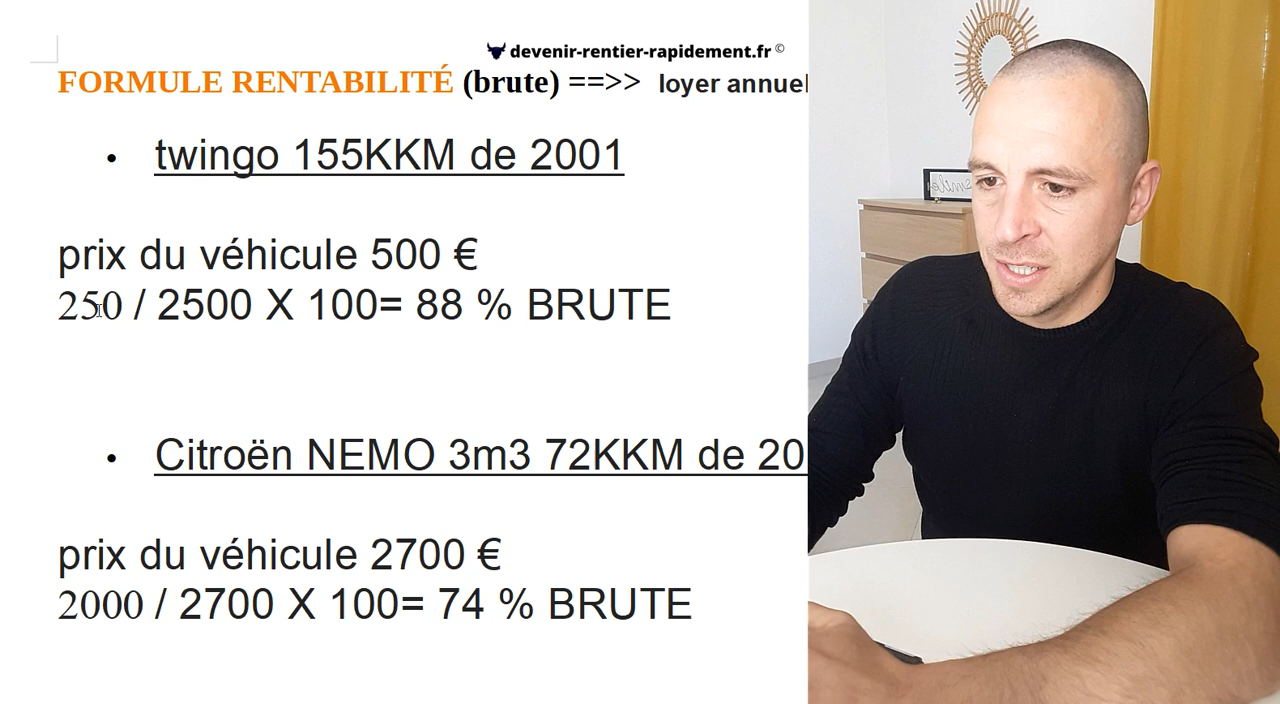 devenir-rentier-rapidement.fr ©
FORMULE RENTABILITÉ (brute) ==>> loyer annuel
• twingo 155KKM de 2001
prix du véhicule 500 €
250 / 2500 X 100= 88 % BRUTE
• Citroën NEMO 3m3 72KKM de 20
prix du véhicule 2700 €
2000 / 2700 X 100= 74 % BRUTE
smile